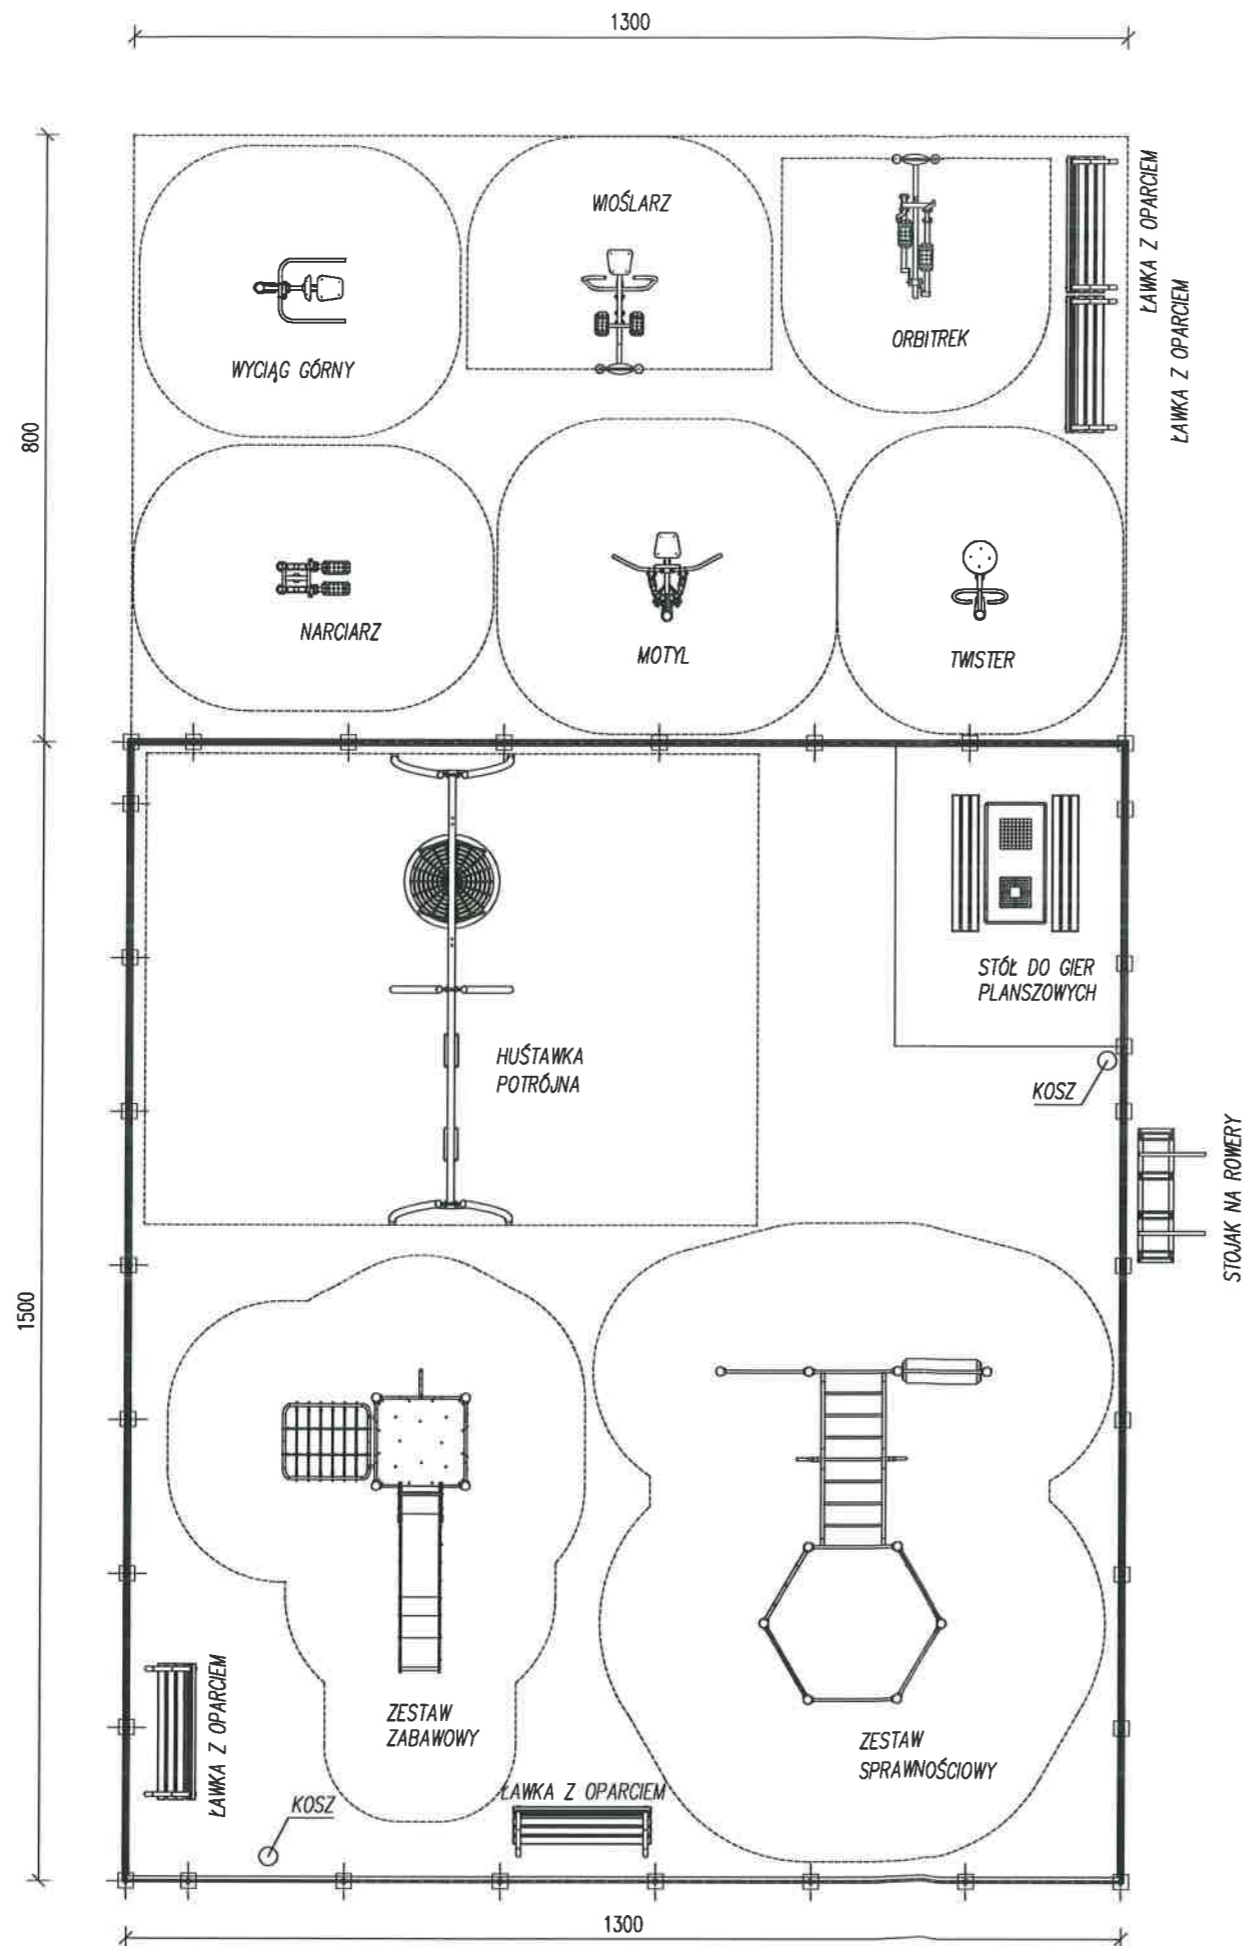 1300
WIOŚLARZ
ŁAWKA Z OPARCIEM
ŁAWKA Z OPARCIEM
ORBITREK
WYCIĄG GÓRNY
800
NARCIARZ
MOTYL
TWISTER
STÓŁ DO GIER
PLANSZOWYCH
HUŚTAWKA
POTRÓJNA
KOSZ
STOJAK NA ROWERY
1500
ZESTAW
ZABAWOWY
ŁAWKA Z OPARCIEM
ZESTAW
SPRAWNOŚCIOWY
ŁAWKA Z OPARCIEM
KOSZ
1300